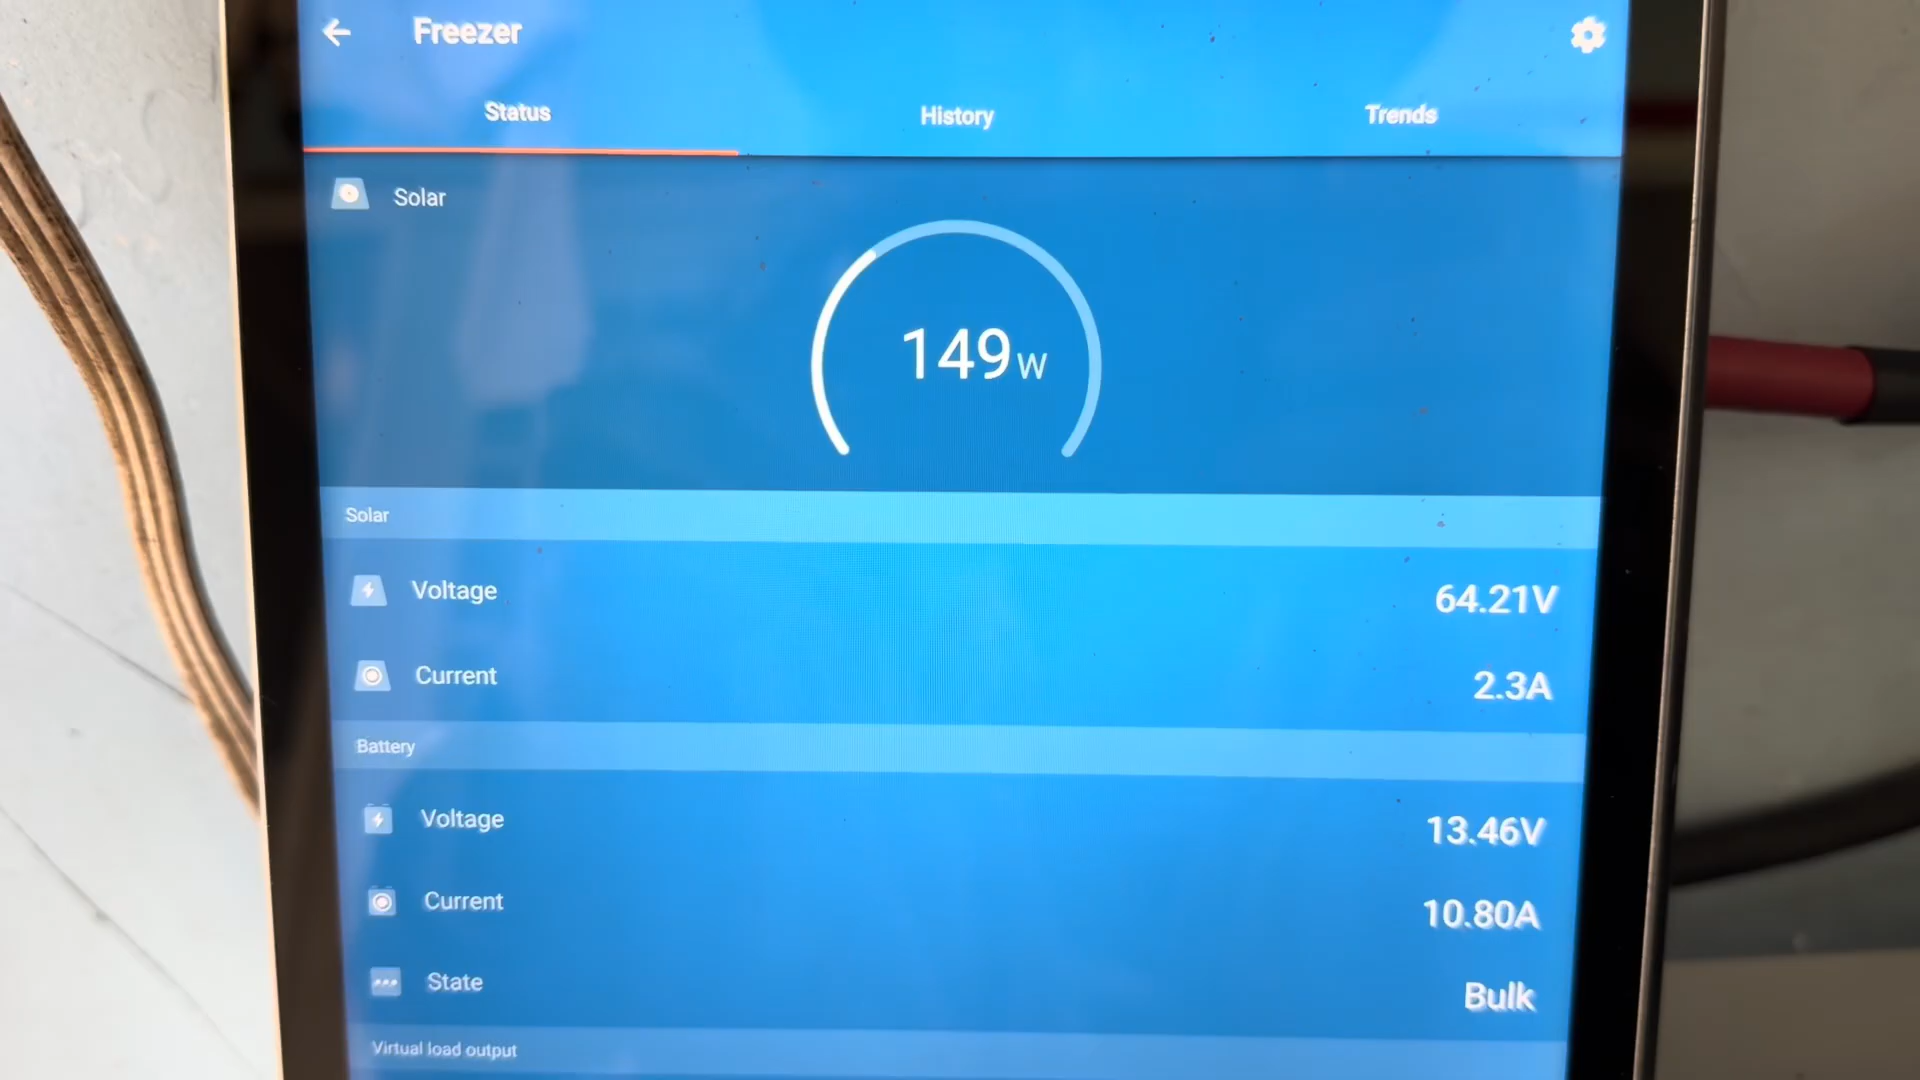 Freezer
Status
History
Trends
Solar
149W
Solar
Voltage 64.21V
Current 2.3A
Battery
Voltage 13.46V
Current 10.80A
State Bulk
Virtual load output